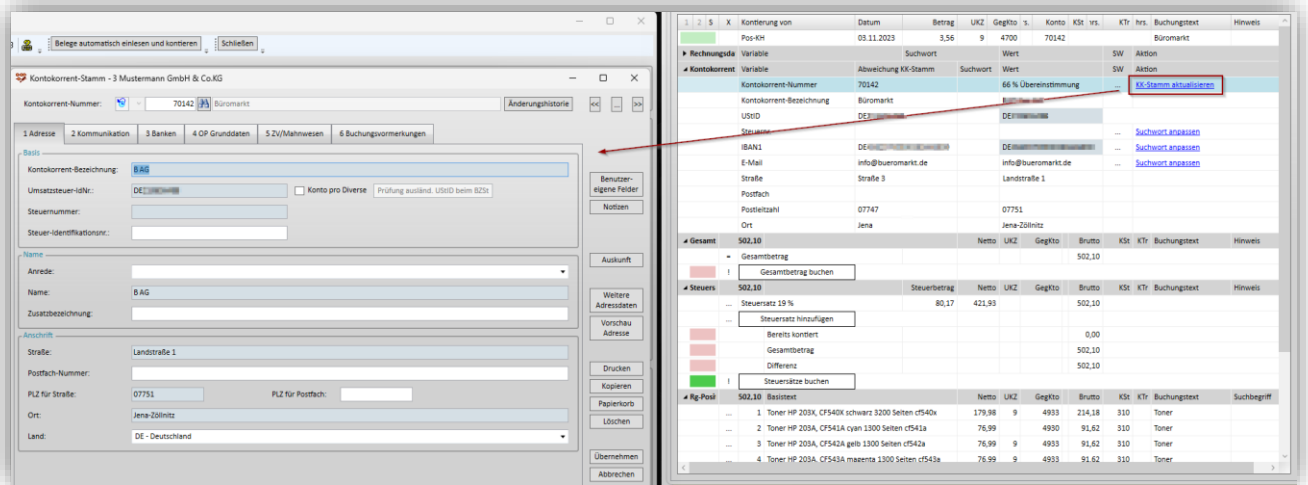 Belege automatisch einlesen und kontieren
Schließen
Kontokorrent-Stamm - 3 Mustermann GmbH & Co.KG
Kontokorrent-Nummer: 70142 Büromarkt Änderungshistorie << ... >>
1 Adresse 2 Kommunikation 3 Banken 4 OP Grunddaten 5 ZV/Mahnwesen 6 Buchungsvormerkungen
Basis
Kontokorrent-Bezeichnung: B AG
Umsatzsteuer-IdNr.: DE Konto pro Diverse Prüfung ausländ. UStID beim BZSt
Steuernummer:
Steuer-Identifikationsnr.:
Benutzer-
eigene Felder
Notizen
Name
Auskunft
Anrede:
Name: B AG
Zusatzbezeichnung:
Weitere
Adressdaten
Vorschau
Adresse
Anschrift
Straße: Landstraße 1
Postfach-Nummer:
PLZ für Straße: 07751 PLZ für Postfach:
Ort: Jena-Zöllnitz
Land: DE - Deutschland
Drucken
Kopieren
Papierkorb
Löschen
Übernehmen
Abbrechen
1 2 S X Kontierung von Datum Betrag UKZ GegKto Konto KSt KTr Buchungstext Hinweis
Pos-KH 03.11.2023 3,56 9 4700 70142 Büromarkt
Rechnungsda Variable Suchwort Wert SW Aktion
Kontokorrent Variable Abweichung KK-Stamm Suchwort Wert SW Aktion
Kontokorrent-Nummer 70142 66 % Übereinstimmung ... KK-Stamm aktualisieren
Kontokorrent-Bezeichnung Büromarkt
UStID DE DE
Steuernr ... Suchwort anpassen
IBAN1 DE DE ... Suchwort anpassen
E-Mail info@bueromarkt.de info@bueromarkt.de ... Suchwort anpassen
Straße Straße 3 Landstraße 1
Postfach
Postleitzahl 07747 07751
Ort Jena Jena-Zöllnitz
Gesamt 502,10 Netto UKZ GegKto Brutto KSt KTr Buchungstext Hinweis
= Gesamtbetrag 502,10
! Gesamtbetrag buchen
Steuers 502,10 Steuerbetrag Netto UKZ GegKto Brutto KSt KTr Buchungstext Hinweis
... Steuersatz 19 % 80,17 421,93 502,10
... Steuersatz hinzufügen
Bereits kontiert 0,00
Gesamtbetrag 502,10
Differenz 502,10
! Steuersätze buchen
Rg-Posi 502,10 Basistext Netto UKZ GegKto Brutto KSt KTr Buchungstext Suchbegriff
... 1 Toner HP 203X, CF540X schwarz 3200 Seiten cf540x 179,98 9 4933 214,18 310 Toner
... 2 Toner HP 203A, CF541A cyan 1300 Seiten cf541a 76,99 4930 91,62 310 Toner
... 3 Toner HP 203A, CF542A gelb 1300 Seiten cf542a 76,99 9 4933 91,62 310 Toner
... 4 Toner HP 203A, CF543A magenta 1300 Seiten cf543a 76,99 9 4933 91,62 310 Toner